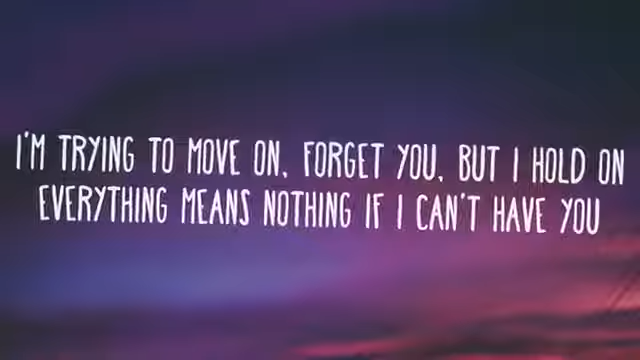 I'M TRYING TO MOVE ON, FORGET YOU, BUT I HOLD ON
EVERYTHING MEANS NOTHING IF I CAN'T HAVE YOU